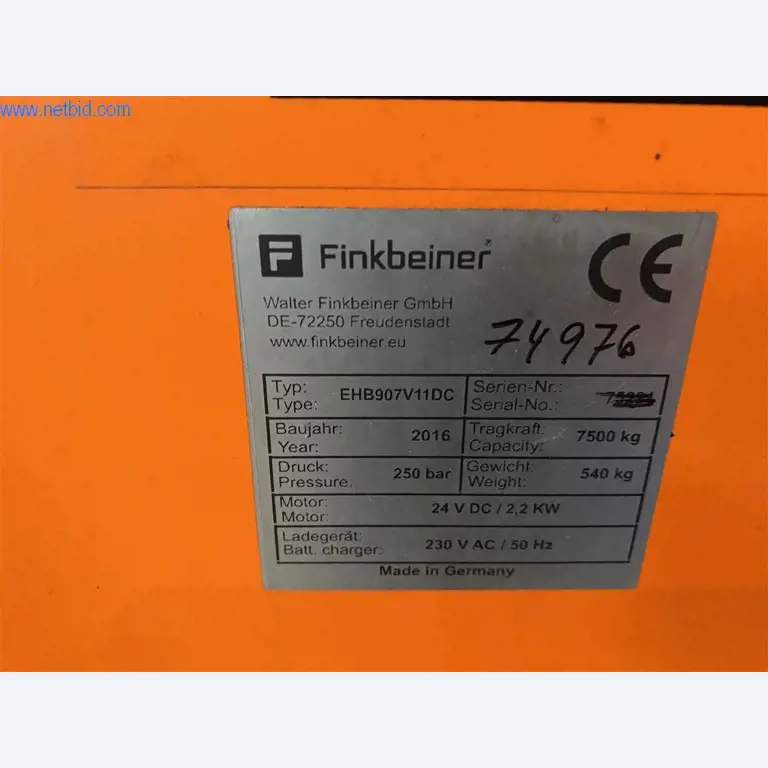 www.netbid.com
Finkbeiner®
CE
Walter Finkbeiner GmbH
DE-72250 Freudenstadt
www.finkbeiner.eu
74976
Typ:
Type:
EHB907V11DC
Serien-Nr.:
Serial-No.:
Baujahr:
Year:
2016
Tragkraft:
Capacity:
7500 kg
Druck:
Pressure:
250 bar
Gewicht:
Weight:
540 kg
Motor:
Motor:
24 V DC / 2,2 KW
Ladegerät:
Batt. charger:
230 V AC / 50 Hz
Made in Germany